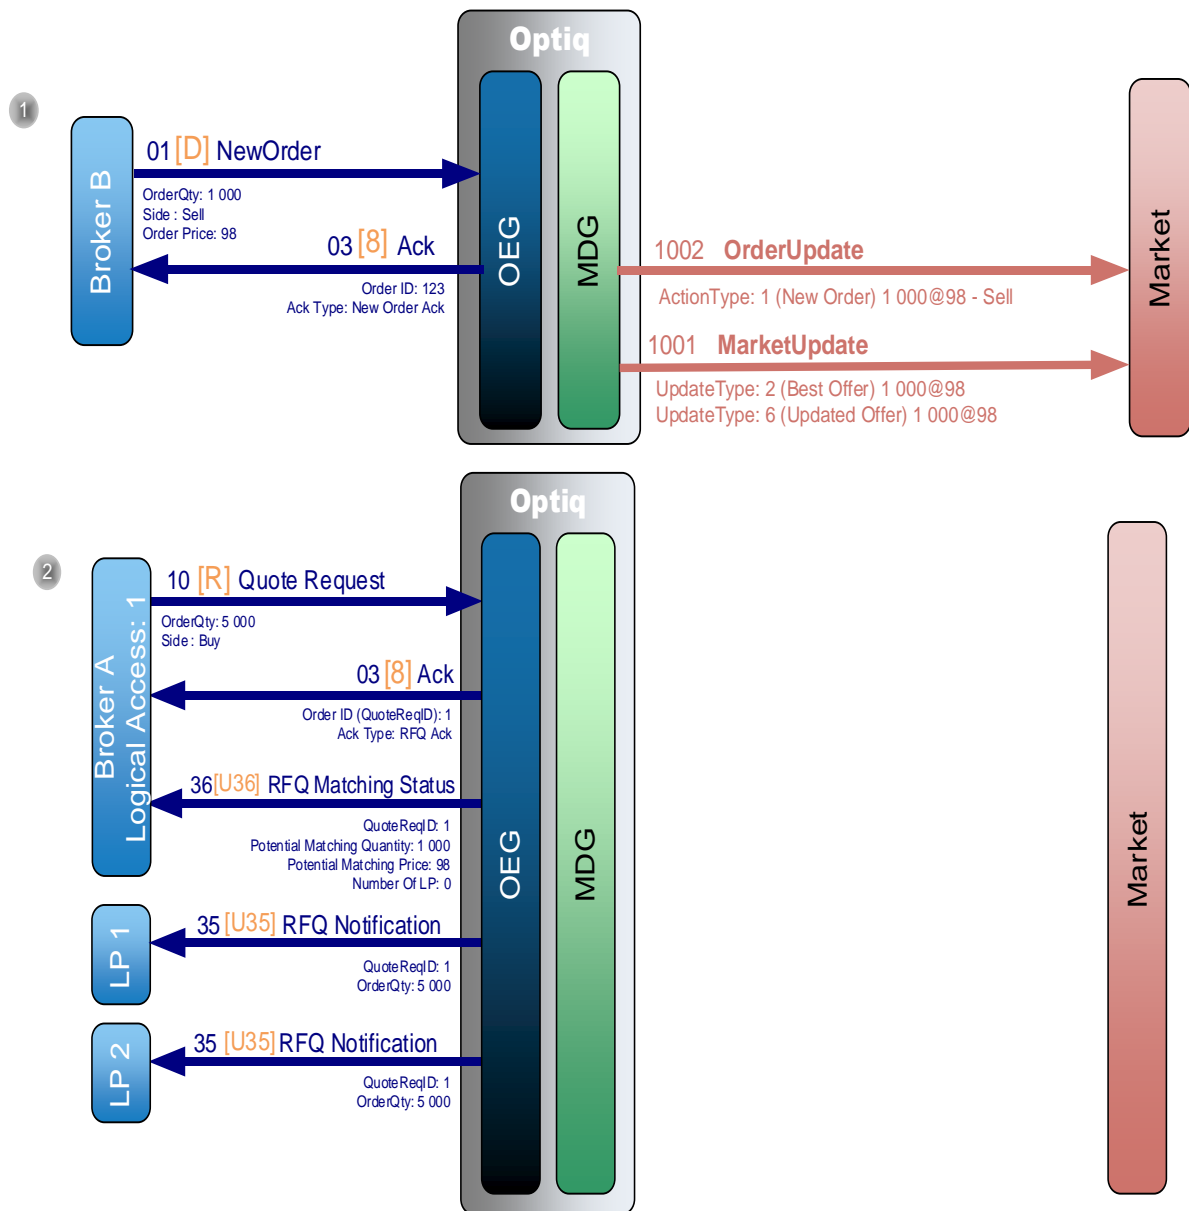 Optiq
1
Broker B
01 [D] NewOrder
OrderQty: 1 000
Side : Sell
Order Price: 98
03 [8] Ack
Order ID: 123
Ack Type: New Order Ack
OEG
MDG
1002 OrderUpdate
ActionType: 1 (New Order) 1 000@98 - Sell
1001 MarketUpdate
UpdateType: 2 (Best Offer) 1 000@98
UpdateType: 6 (Updated Offer) 1 000@98
Market
Optiq
2
Broker A
Logical Access: 1
10 [R] Quote Request
OrderQty: 5 000
Side : Buy
03 [8] Ack
Order ID (QuoteReqID): 1
Ack Type: RFQ Ack
36 [U36] RFQ Matching Status
QuoteReqID: 1
Potential Matching Quantity: 1 000
Potential Matching Price: 98
Number Of LP: 0
LP 1
35 [U35] RFQ Notification
QuoteReqID: 1
OrderQty: 5 000
LP 2
35 [U35] RFQ Notification
QuoteReqID: 1
OrderQty: 5 000
OEG
MDG
Market